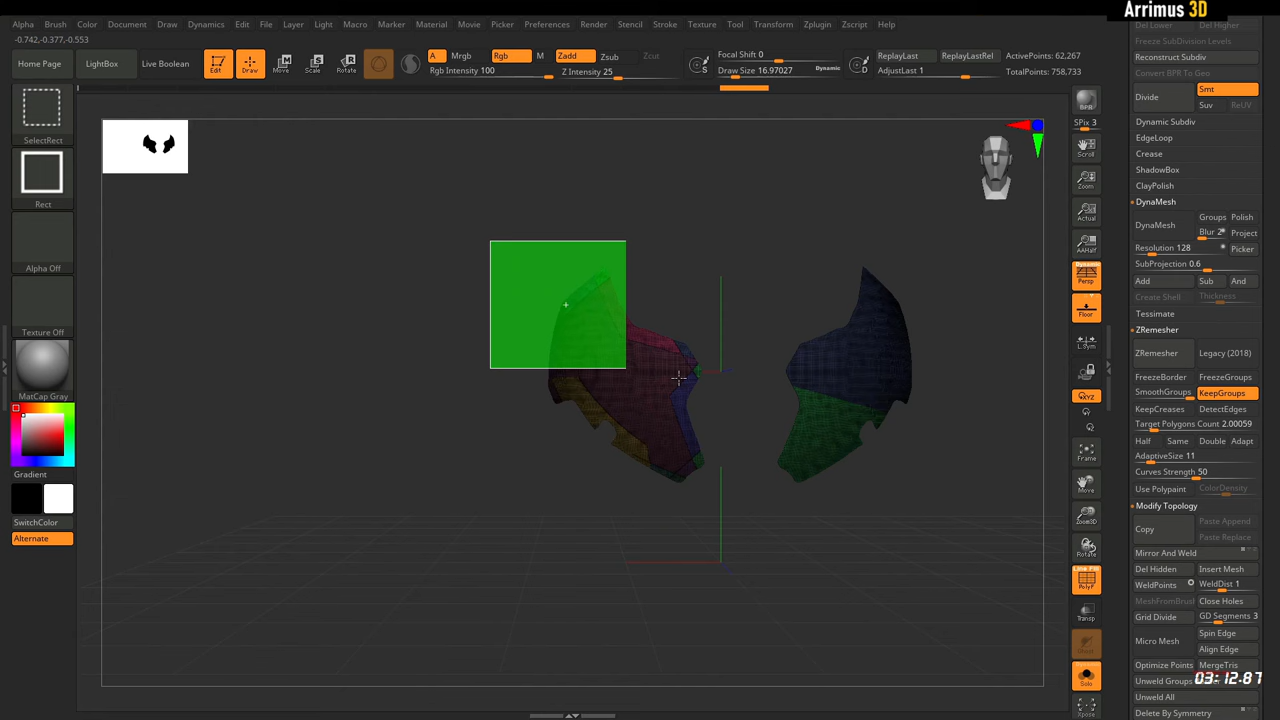 Arrimus 3D
Alpha Brush Color Document Draw Dynamics Edit File Layer Light Macro Marker Material Movie Picker Preferences Render Stencil Stroke Texture Tool Transform Zplugin Zscript Help
-0.742,-0.377,-0.553
Home Page LightBox Live Boolean Edit Draw Move Scale Rotate
A Mrgb Rgb M Zadd Zsub Zcut
Rgb Intensity 100 Z Intensity 25
S Focal Shift 0
Draw Size 16.97027 Dynamic
D ReplayLast ReplayLastRel ActivePoints: 62,267
AdjustLast 1 TotalPoints: 758,733
SelectRect
Rect
Alpha Off
Texture Off
MatCap Gray
Gradient
SwitchColor
Alternate
BPR
SPix 3
Scroll
Zoom
Actual
AAHalf
Dynamic
Persp
Floor
L.Sym
XYZ
Frame
Move
Zoom3D
Rotate
Line Fill
PolyF
Transp
Ghost
Dynamic
Solo
Xpose
Del Lower Del Higher
Freeze SubDivision Levels
Reconstruct Subdiv
Convert BPR To Geo
Divide Smt
Suv ReUV
Dynamic Subdiv
EdgeLoop
Crease
ShadowBox
ClayPolish
DynaMesh
DynaMesh Groups Polish
Blur 2 Project
Resolution 128 Picker
SubProjection 0.6
Add Sub And
Create Shell Thickness
Tessimate
ZRemesher
ZRemesher Legacy (2018)
FreezeBorder FreezeGroups
SmoothGroups KeepGroups
KeepCreases DetectEdges
Target Polygons Count 2.00059
Half Same Double Adapt
AdaptiveSize 11
Curves Strength 50
Use Polypaint ColorDensity
Modify Topology
Copy Paste Append
Paste Replace
Mirror And Weld
Del Hidden Insert Mesh
WeldPoints WeldDist 1
MeshFromBrush Close Holes
Grid Divide GD Segments 3
Micro Mesh Spin Edge
Align Edge
Optimize Points MergeTris
Unweld Groups
03:12:87
Unweld All
Delete By Symmetry